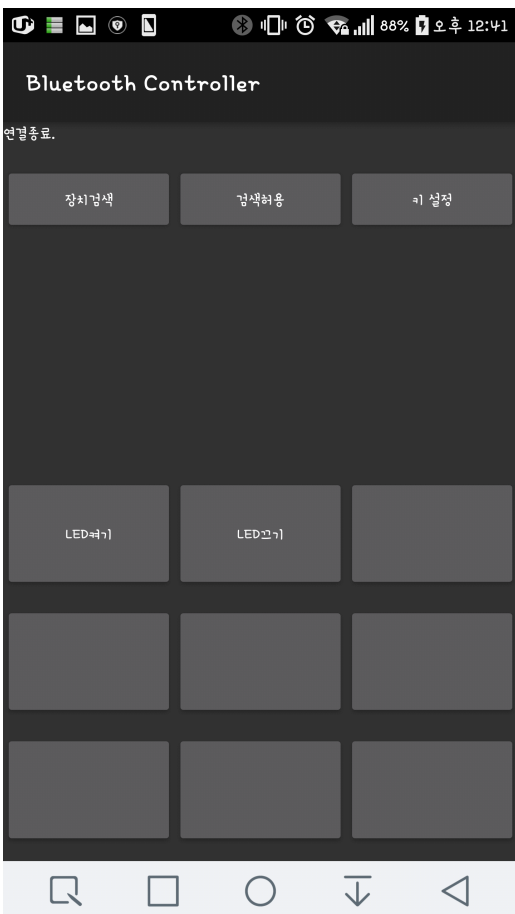 88% 오후 12:41
Bluetooth Controller
연결종료.
장치검색 검색허용 키 설정
LED켜기 LED끄기